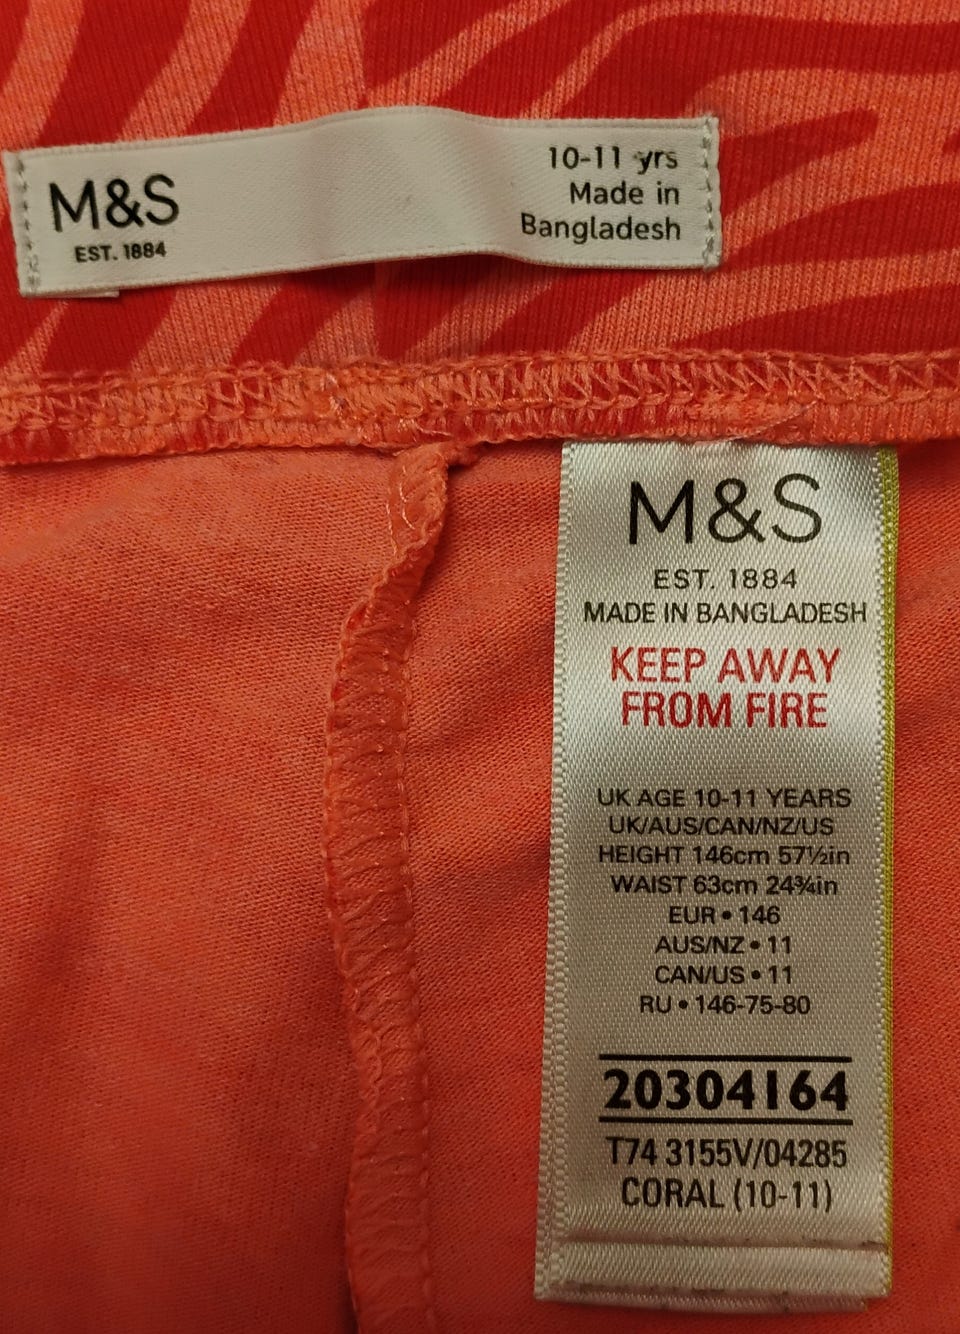 M&S
EST. 1884
10-11 yrs
Made in
Bangladesh
M&S
EST. 1884
MADE IN BANGLADESH
KEEP AWAY
FROM FIRE
UK AGE 10-11 YEARS
UK/AUS/CAN/NZ/US
HEIGHT 146cm 57½in
WAIST 63cm 24¾in
EUR • 146
AUS/NZ • 11
CAN/US • 11
RU • 146-75-80
20304164
T74 3155V/04285
CORAL (10-11)